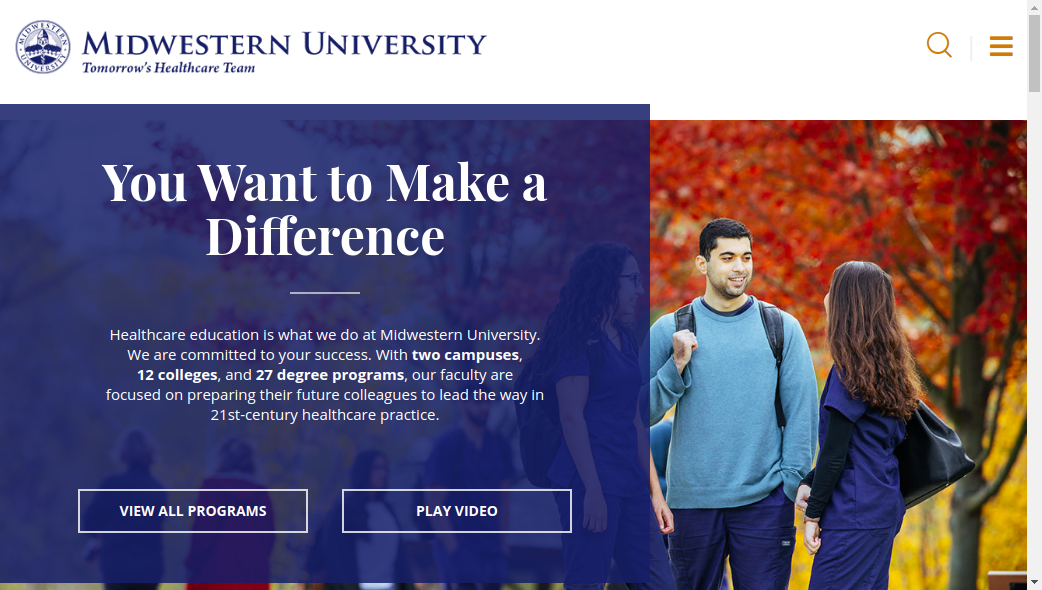 MIDWESTERN UNIVERSITY
Tomorrow's Healthcare Team
You Want to Make a
Difference
Healthcare education is what we do at Midwestern University.
We are committed to your success. With two campuses,
12 colleges, and 27 degree programs, our faculty are
focused on preparing their future colleagues to lead the way in
21st-century healthcare practice.
VIEW ALL PROGRAMS
PLAY VIDEO